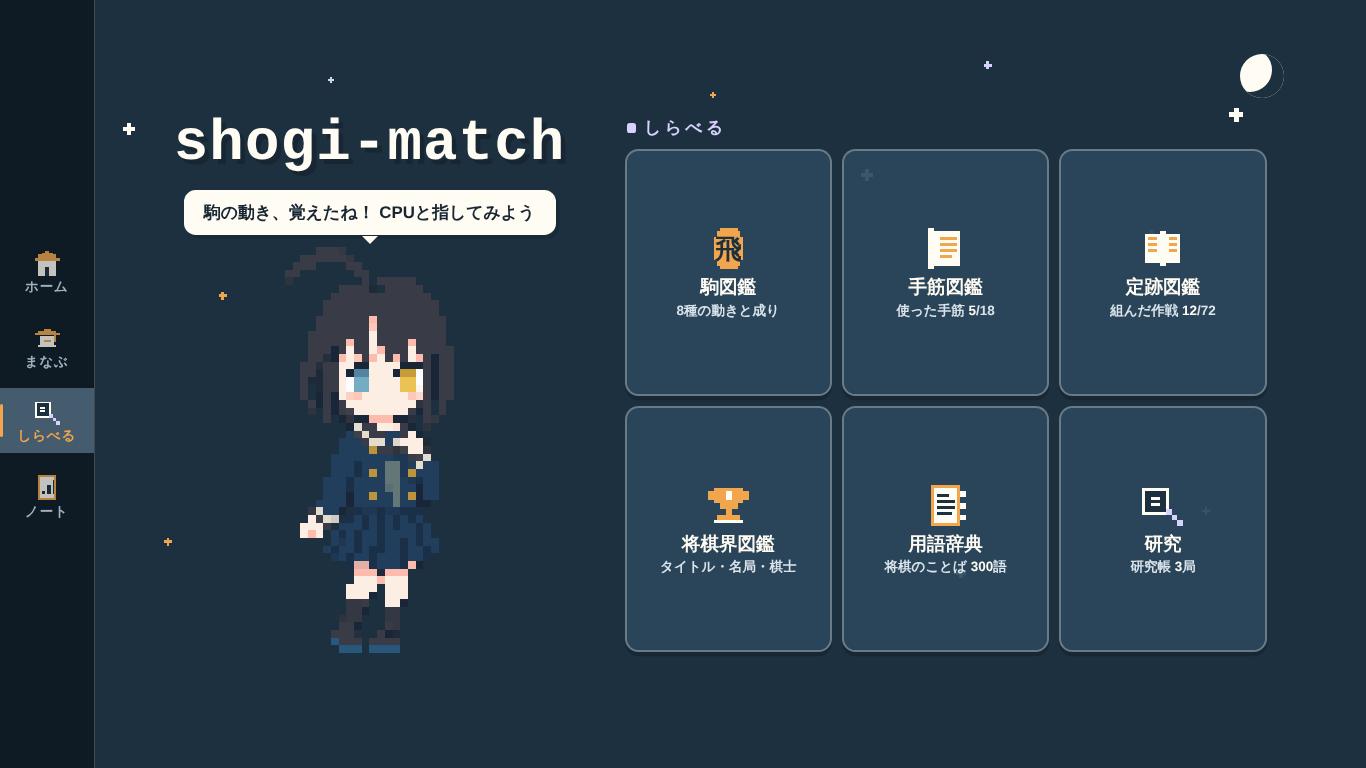 shogi-match
駒の動き、覚えたね！ CPUと指してみよう
ホーム
まなぶ
しらべる
ノート
しらべる
飛
駒図鑑
8種の動きと成り
手筋図鑑
使った手筋 5/18
定跡図鑑
組んだ作戦 12/72
将棋界図鑑
タイトル・名局・棋士
用語辞典
将棋のことば 300語
研究
研究帳 3局